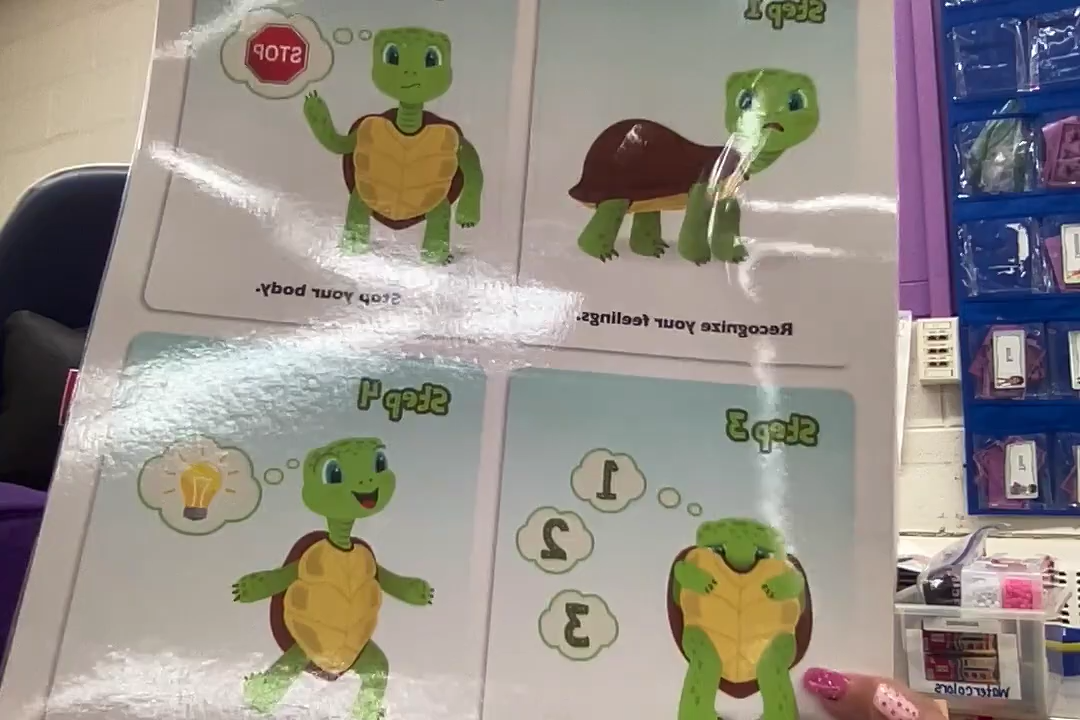 Step 1
Recognize your feelings.
STOP
Stop your body.
Step 3
1
2
3
Step 4
Watercolors